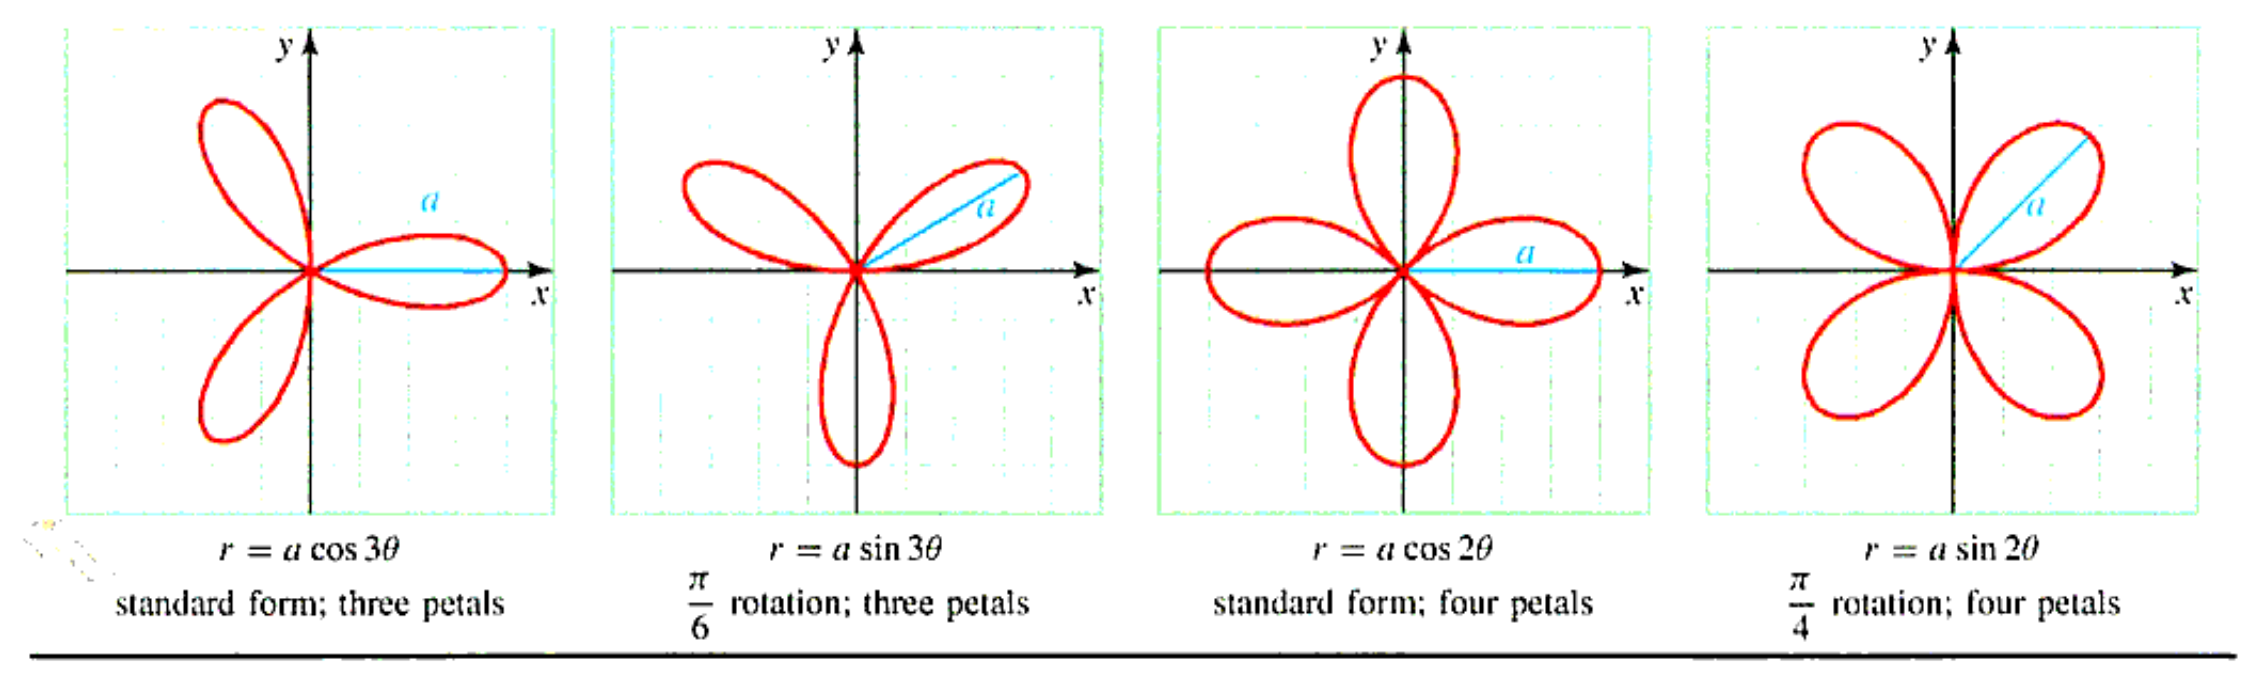 y
a
x
r = a cos 3θ
standard form; three petals
y
a
x
r = a sin 3θ
π/6 rotation; three petals
y
a
x
r = a cos 2θ
standard form; four petals
y
a
x
r = a sin 2θ
π/4 rotation; four petals